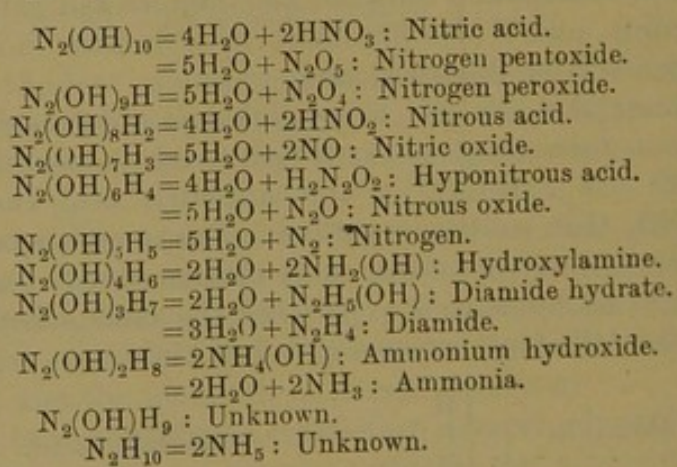 N₂(OH)₁₀=4H₂O+2HNO₃: Nitric acid.
=5H₂O+N₂O₅: Nitrogen pentoxide.
N₂(OH)₉H=5H₂O+N₂O₄: Nitrogen peroxide.
N₂(OH)₈H₂=4H₂O+2HNO₂: Nitrous acid.
N₂(OH)₇H₃=5H₂O+2NO: Nitric oxide.
N₂(OH)₆H₄=4H₂O+H₂N₂O₂: Hyponitrous acid.
=5H₂O+N₂O: Nitrous oxide.
N₂(OH)₅H₅=5H₂O+N₂: Nitrogen.
N₂(OH)₄H₆=2H₂O+2NH₂(OH): Hydroxylamine.
N₂(OH)₃H₇=2H₂O+N₂H₅(OH): Diamide hydrate.
=3H₂O+N₂H₄: Diamide.
N₂(OH)₂H₈=2NH₄(OH): Ammonium hydroxide.
=2H₂O+2NH₃: Ammonia.
N₂(OH)H₉: Unknown.
N₂H₁₀=2NH₅: Unknown.